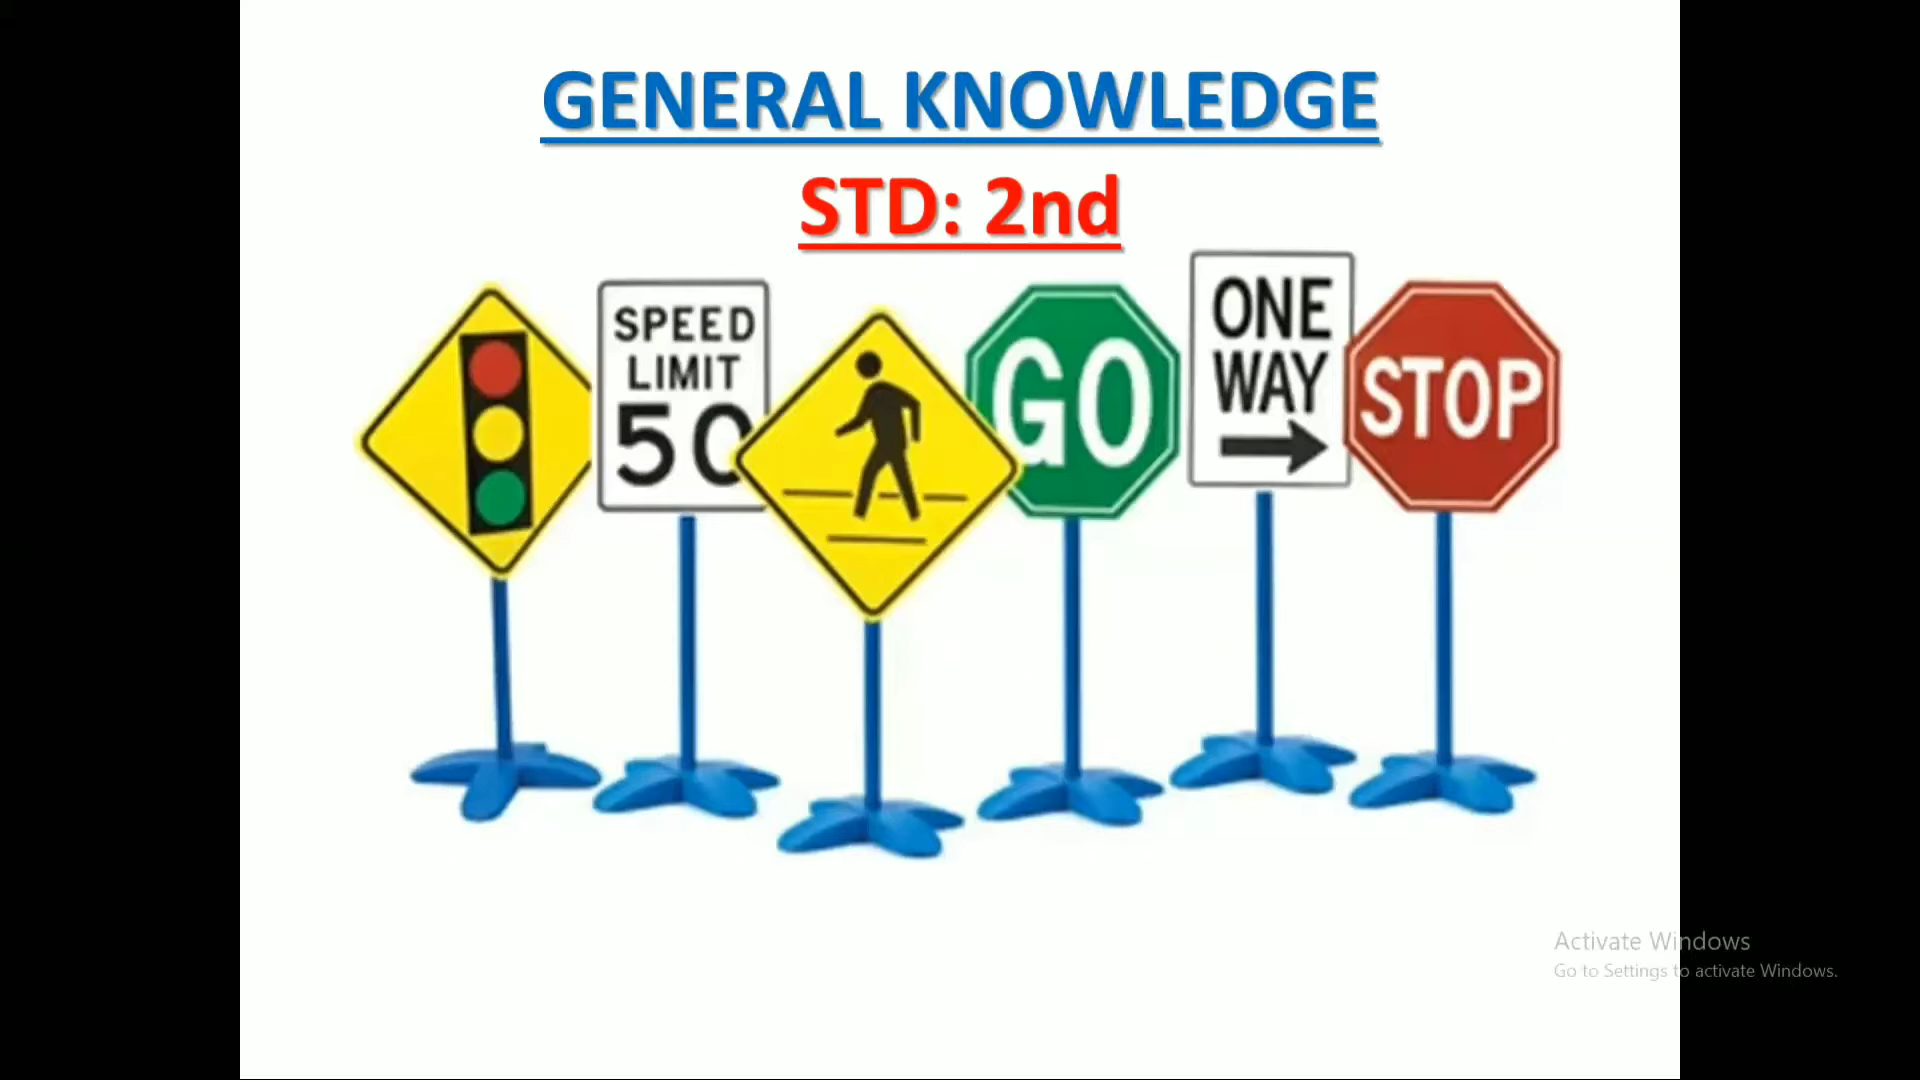 GENERAL KNOWLEDGE
STD: 2nd
SPEED
LIMIT
50
GO
ONE
WAY
STOP
Activate Windows
Go to Settings to activate Windows.